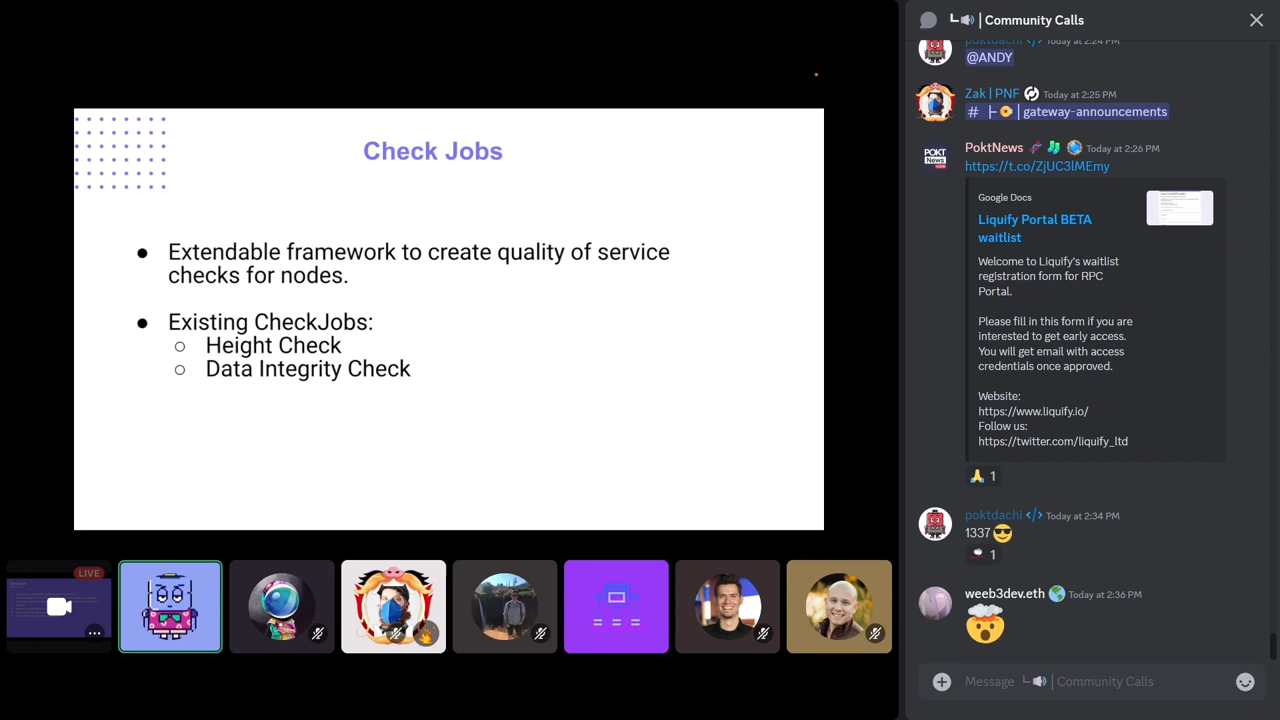 Check Jobs
● Extendable framework to create quality of service
checks for nodes.
● Existing CheckJobs:
○ Height Check
○ Data Integrity Check
LIVE
| Community Calls
poktdachi </> Today at 2:24 PM
@ANDY
Zak | PNF Today at 2:25 PM
# | gateway-announcements
POKT
News
PoktNews Today at 2:26 PM
https://t.co/ZjUC3lMEmy
Google Docs
Liquify Portal BETA
waitlist
Welcome to Liquify's waitlist
registration form for RPC
Portal.
Please fill in this form if you are
interested to get early access.
You will get email with access
credentials once approved.
Website:
https://www.liquify.io/
Follow us:
https://twitter.com/liquify_ltd
🙏 1
poktdachi </> Today at 2:34 PM
1337 😎
1
weeb3dev.eth 🌎 Today at 2:36 PM
🤯
Message | Community Calls